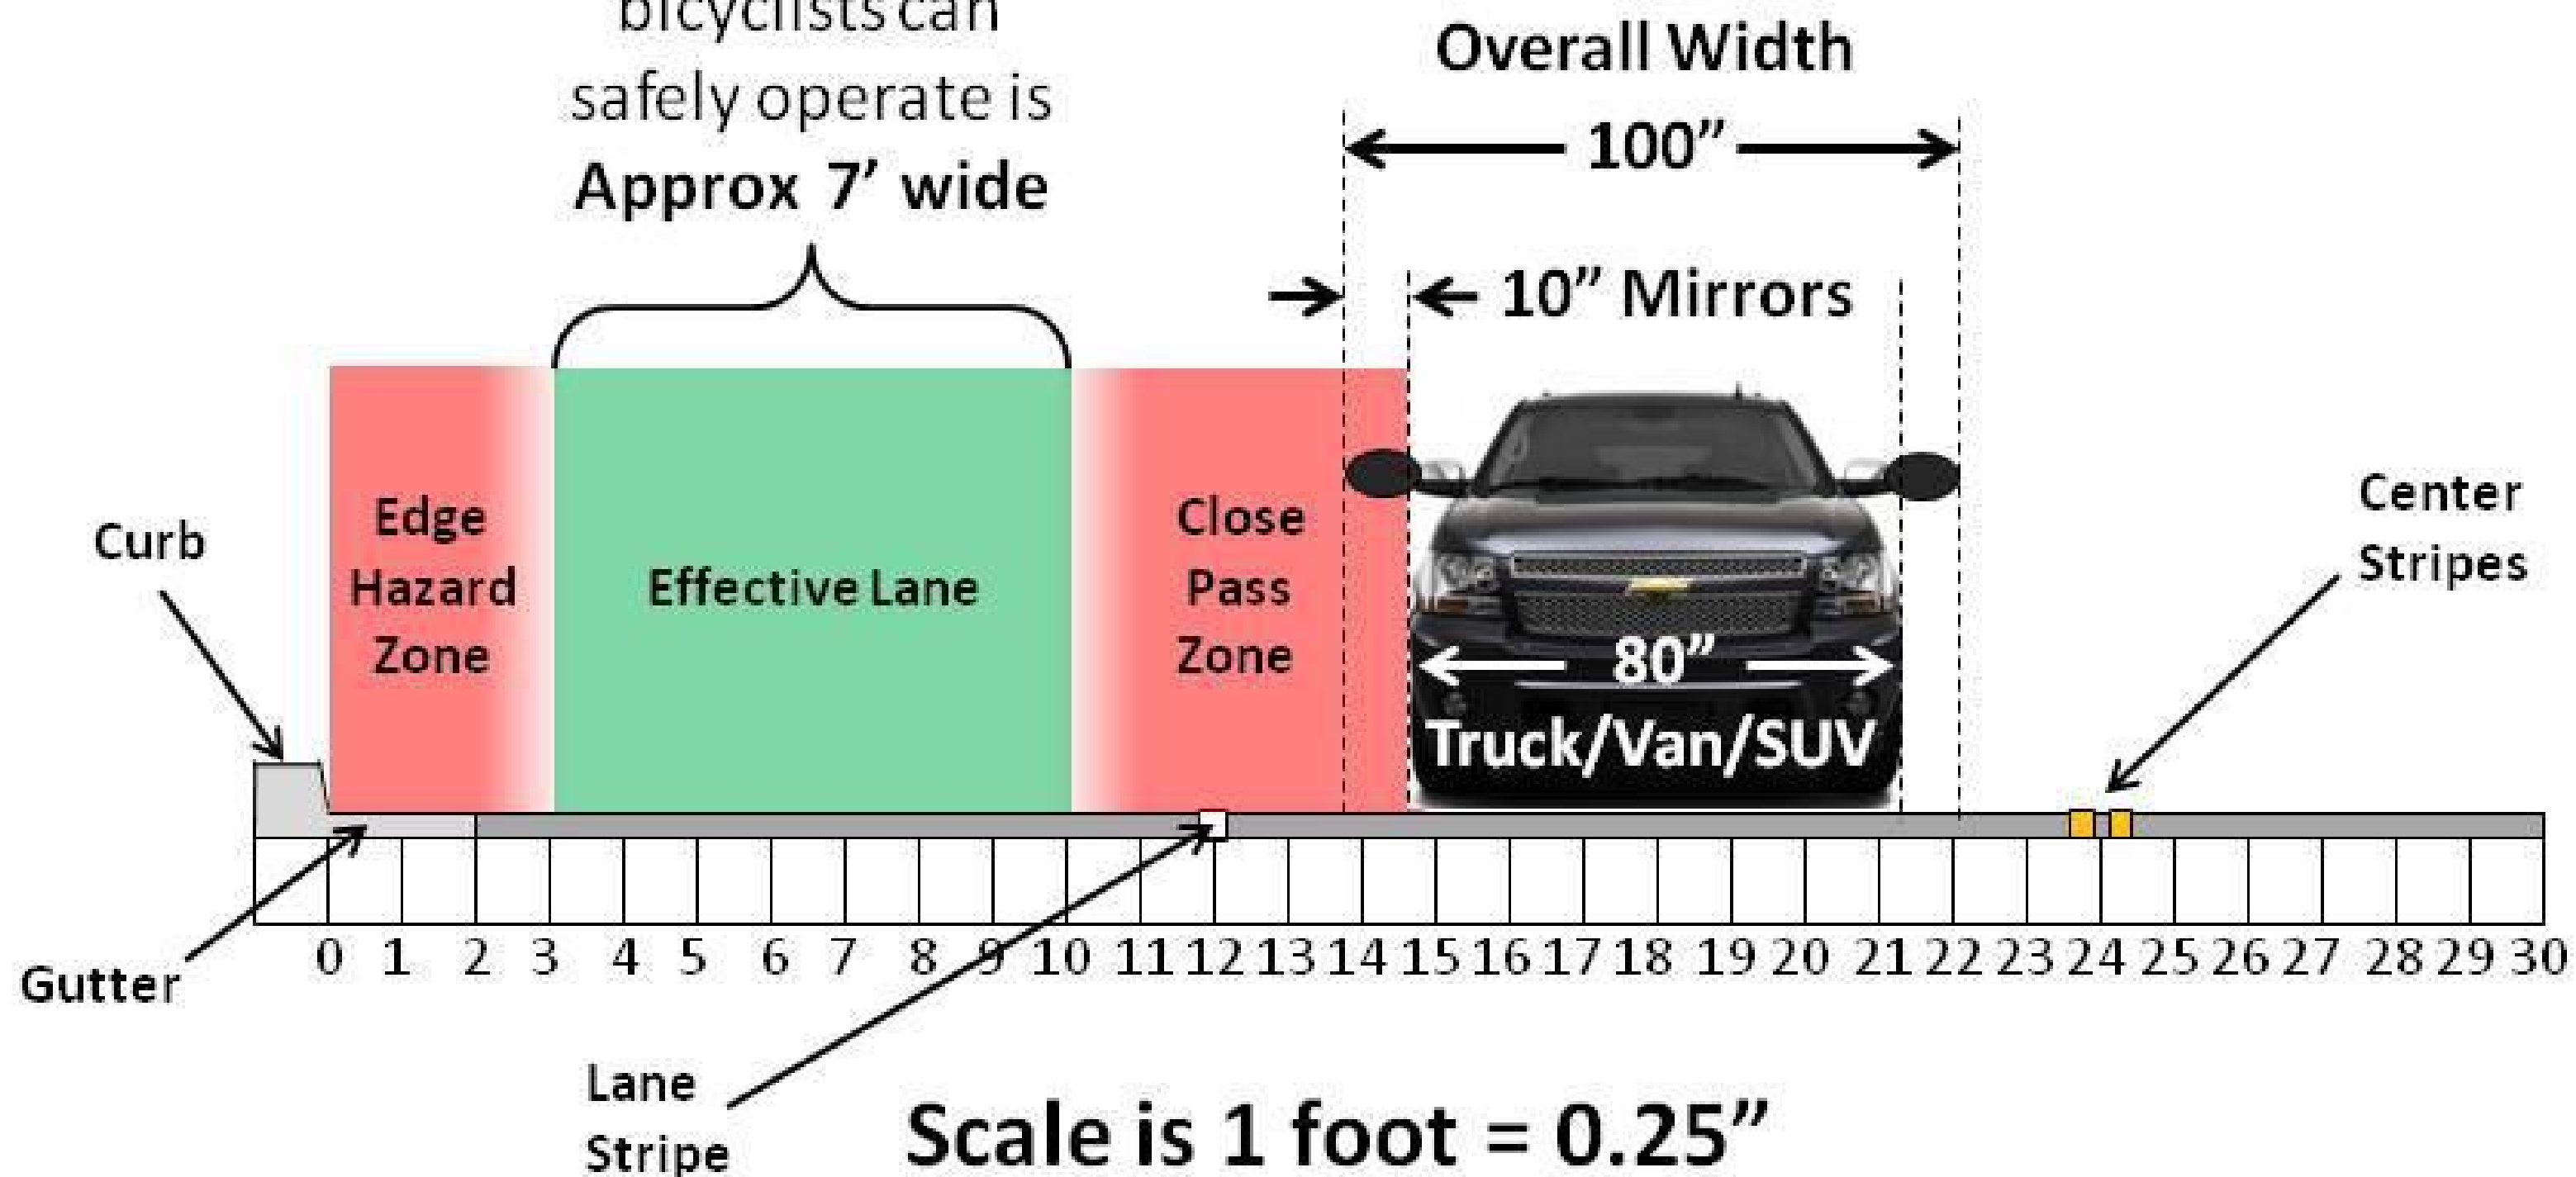 bicyclists can
safely operate is
Approx 7’ wide
Overall Width
100”
10” Mirrors
Edge
Hazard
Zone
Effective Lane
Close
Pass
Zone
80”
Truck/Van/SUV
Curb
Center
Stripes
Gutter
0 1 2 3 4 5 6 7 8 9 10 11 12 13 14 15 16 17 18 19 20 21 22 23 24 25 26 27 28 29 30
Lane
Stripe
Scale is 1 foot = 0.25”